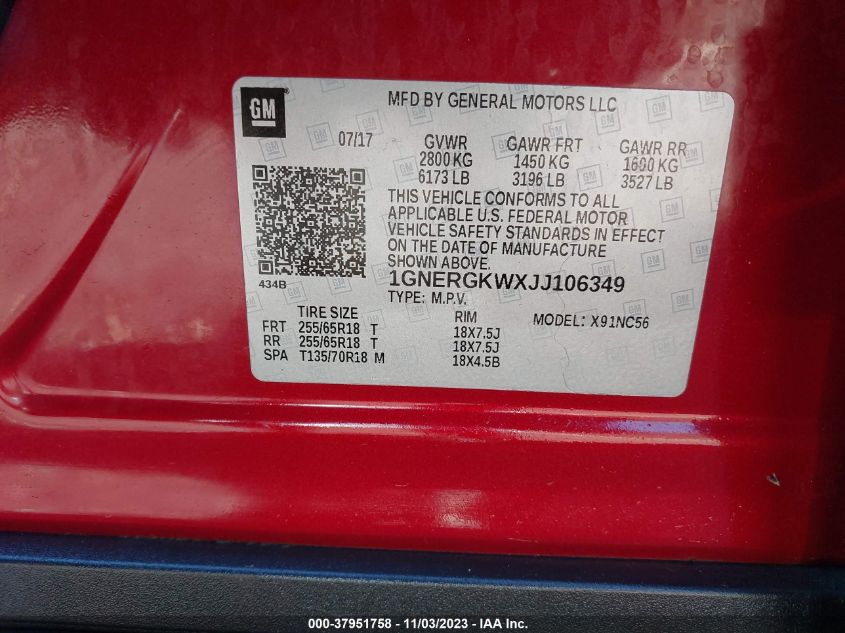 GM
MFD BY GENERAL MOTORS LLC
07/17
GVWR GAWR FRT GAWR RR
2800 KG 1450 KG 1600 KG
6173 LB 3196 LB 3527 LB
THIS VEHICLE CONFORMS TO ALL
APPLICABLE U.S. FEDERAL MOTOR
VEHICLE SAFETY STANDARDS IN EFFECT
ON THE DATE OF MANUFACTURE
SHOWN ABOVE.
434B
1GNERGKWXJJ106349
TYPE: M.P.V.
TIRE SIZE RIM MODEL: X91NC56
FRT 255/65R18 T 18X7.5J
RR 255/65R18 T 18X7.5J
SPA T135/70R18 M 18X4.5B
000-37951758 - 11/03/2023 - IAA Inc.